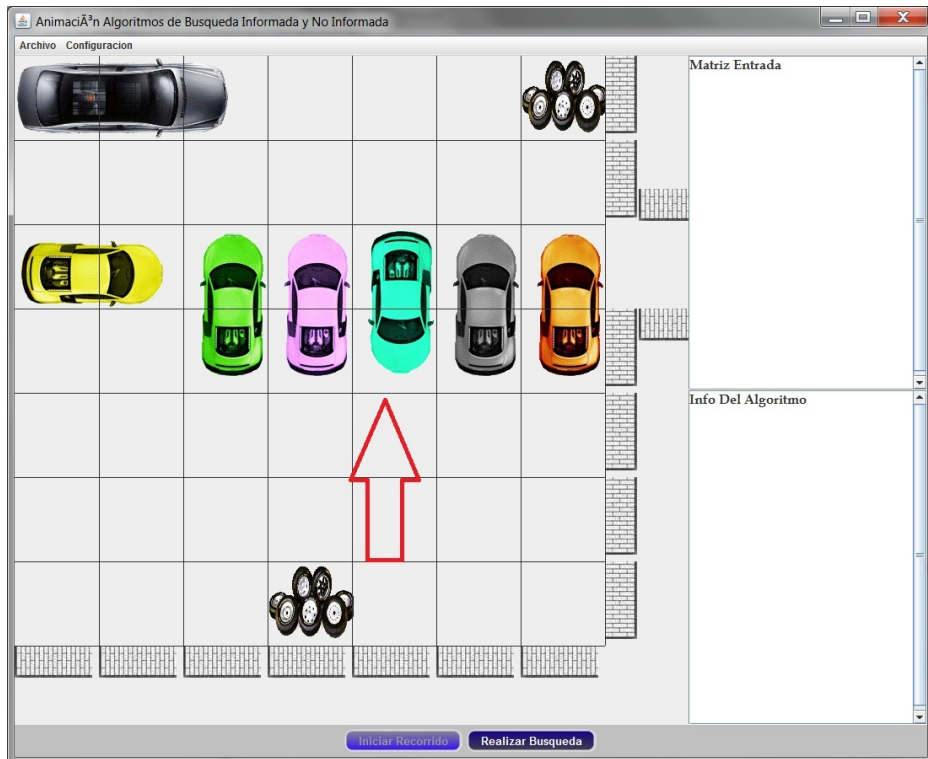 AnimaciÃ³n Algoritmos de Busqueda Informada y No Informada
Archivo Configuracion
Matriz Entrada
Info Del Algoritmo
Iniciar Recorrido Realizar Busqueda